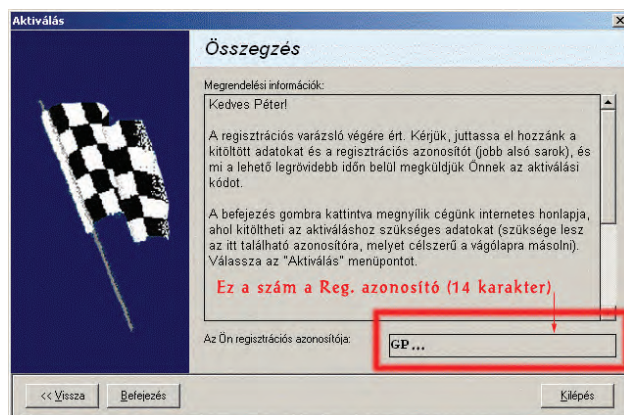 Aktiválás
Összegzés
Megrendelési információk:
Kedves Péter!
A regisztrációs varázsló végére ért. Kérjük, juttassa el hozzánk a
kitöltött adatokat és a regisztrációs azonosítót (jobb alsó sarok), és
mi a lehető legrövidebb időn belül megküldjük Önnek az aktiválási
kódot.
A befejezés gombra kattintva megnyílik cégünk internetes honlapja,
ahol kitöltheti az aktiváláshoz szükséges adatokat (szüksége lesz
az itt található azonosítóra, melyet célszerű a vágólapra másolni).
Válassza az "Aktiválás" menüpontot.
Ez a szám a Reg. azonosító (14 karakter)
Az Ön regisztrációs azonosítója:
GP...
<< Vissza
Befejezés
Kilépés